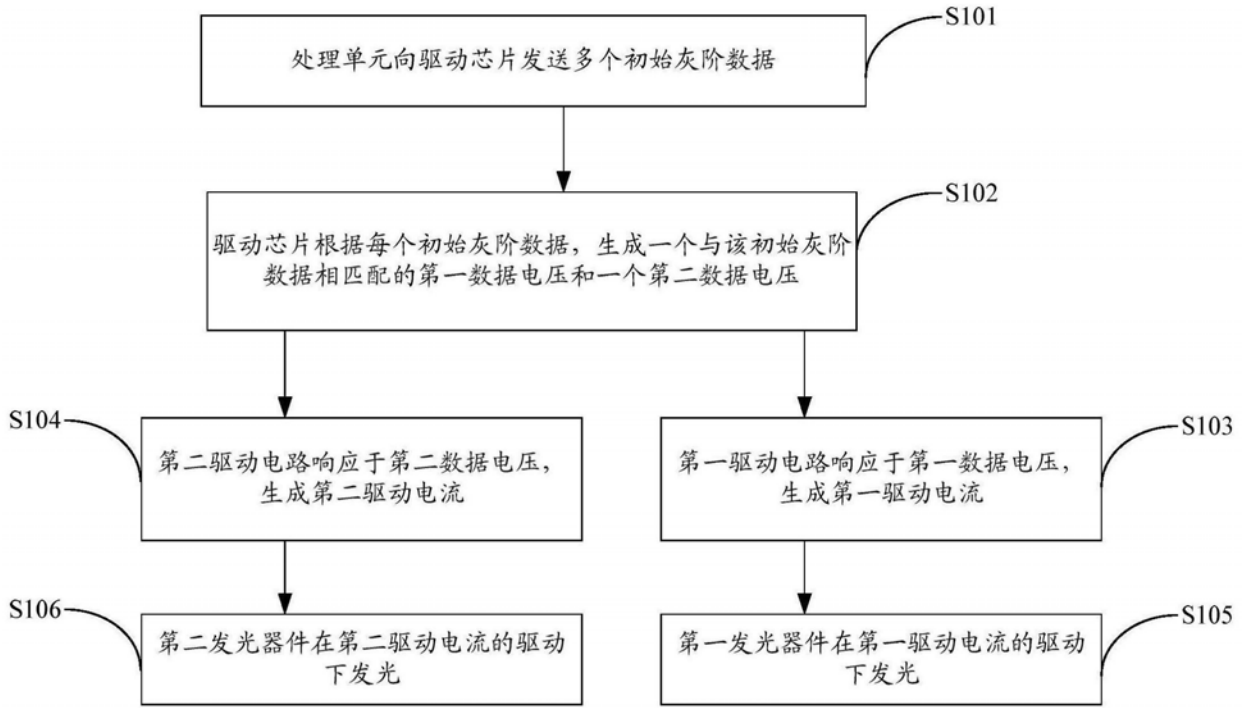 S101
处理单元向驱动芯片发送多个初始灰阶数据
S102
驱动芯片根据每个初始灰阶数据，生成一个与该初始灰阶
数据相匹配的第一数据电压和一个第二数据电压
S104
第二驱动电路响应于第二数据电压，
生成第二驱动电流
S103
第一驱动电路响应于第一数据电压，
生成第一驱动电流
S106
第二发光器件在第二驱动电流的驱动
下发光
S105
第一发光器件在第一驱动电流的驱动
下发光